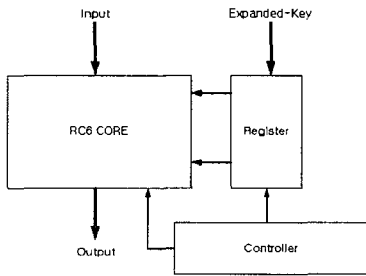 Input
Expanded-Key
RC6 CORE
Register
Output
Controller